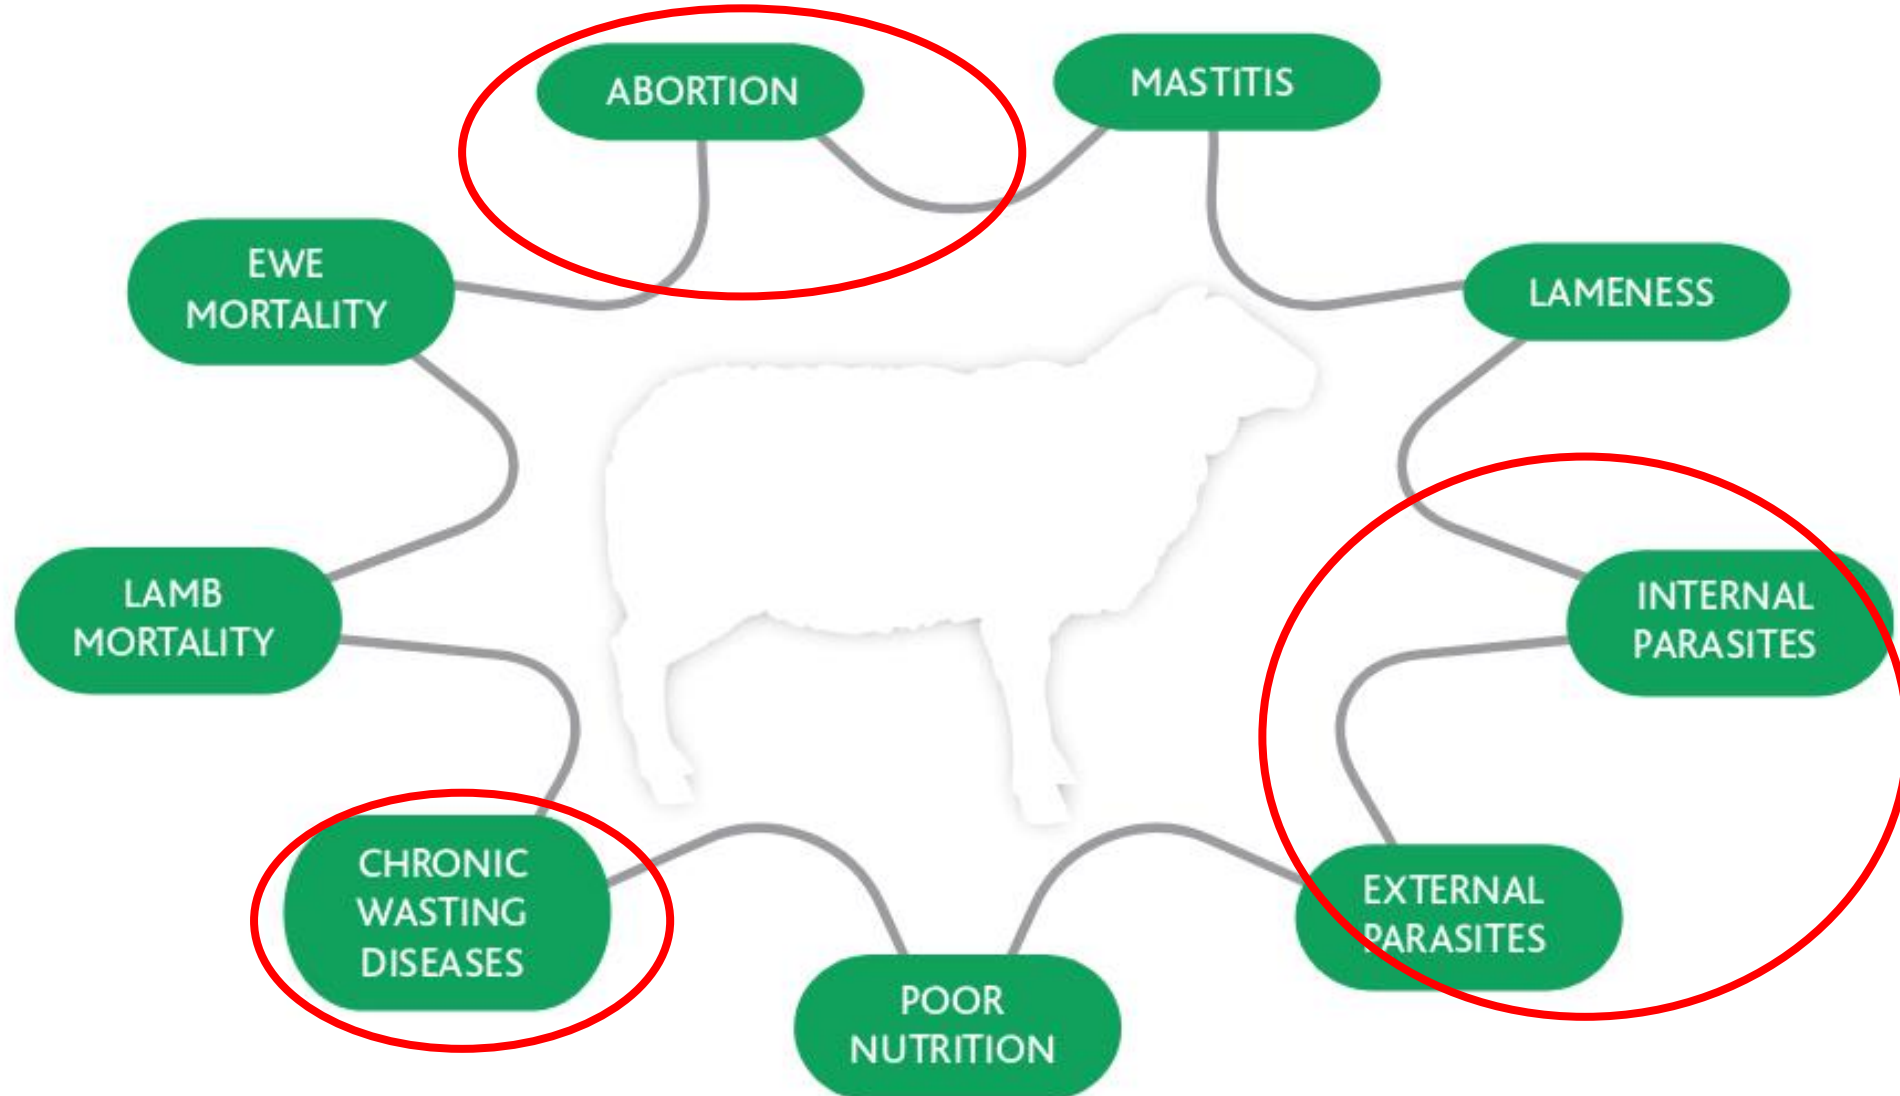 ABORTION
MASTITIS
EWE
MORTALITY
LAMENESS
LAMB
MORTALITY
INTERNAL
PARASITES
CHRONIC
WASTING
DISEASES
EXTERNAL
PARASITES
POOR
NUTRITION